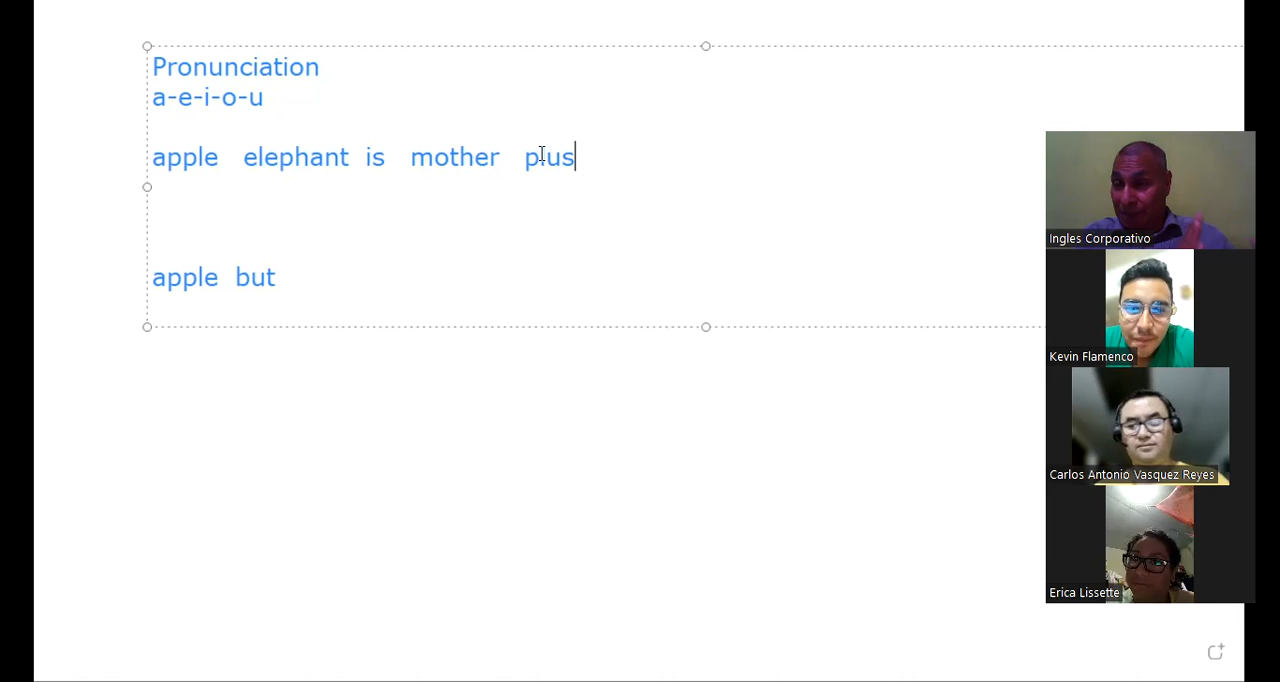 Pronunciation
a-e-i-o-u
apple elephant is mother plus
apple but
Ingles Corporativo
Kevin Flamenco
Carlos Antonio Vasquez Reyes
Erica Lissette